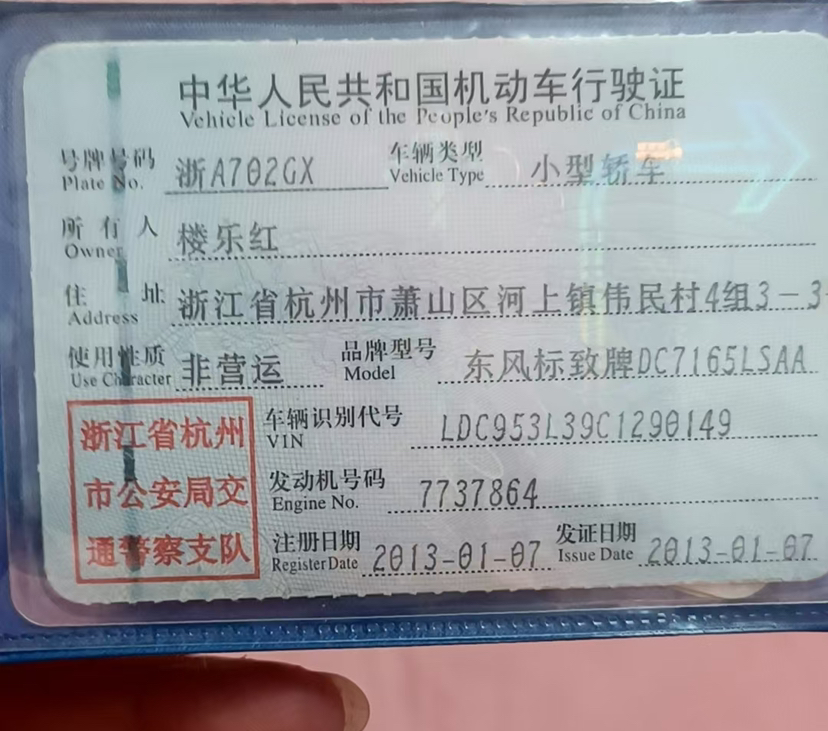 中华人民共和国机动车行驶证
Vehicle License of the People's Republic of China
号牌号码 浙A702GX 车辆类型 小型轿车
Plate No. Vehicle Type
所有人 楼乐红
Owner
住址 浙江省杭州市萧山区河上镇伟民村4组3-3
Address
使用性质 非营运 品牌型号 东风标致牌DC7165LSAA
Use Character Model
浙江省杭州
市公安局交
通警察支队
车辆识别代号 LDC953L39C1290149
VIN
发动机号码 7737864
Engine No.
注册日期 2013-01-07 发证日期 2013-01-07
Register Date Issue Date